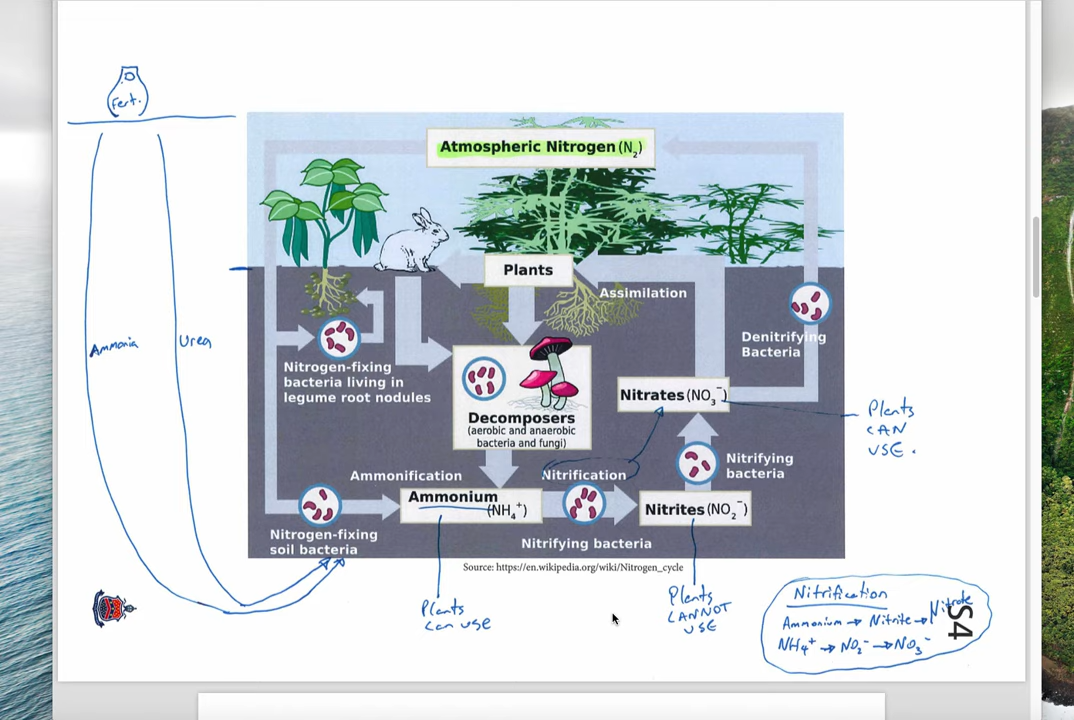 Fert.
Atmospheric Nitrogen (N₂)
Plants
Assimilation
Ammonia
Urea
Denitrifying
Bacteria
Nitrogen-fixing
bacteria living in
legume root nodules
Nitrates (NO₃⁻)
Plants
CAN
USE.
Decomposers
(aerobic and anaerobic
bacteria and fungi)
Nitrifying
bacteria
Ammonification
Nitrification
Ammonium
(NH₄⁺)
Nitrites (NO₂⁻)
Nitrogen-fixing
soil bacteria
Nitrifying bacteria
Source: https://en.wikipedia.org/wiki/Nitrogen_cycle
Plants
can use
Plants
CANNOT
USE
Nitrification
Ammonium → Nitrite → Nitrate
NH₄⁺ → NO₂⁻ → NO₃⁻
S4